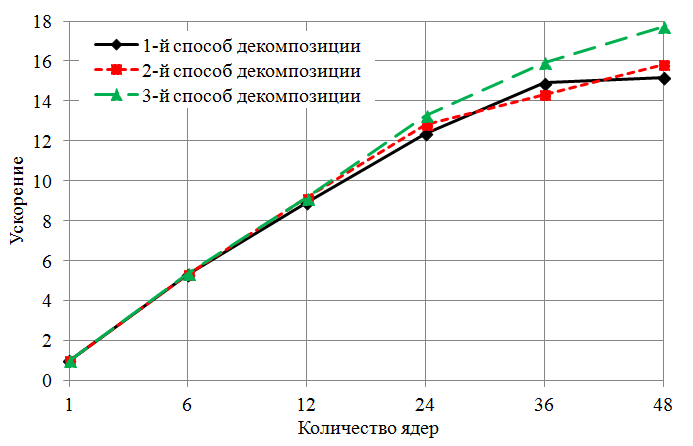 18
16
14
12
10
8
6
4
2
0
Ускорение
1-й способ декомпозиции
2-й способ декомпозиции
3-й способ декомпозиции
1 6 12 24 36 48
Количество ядер